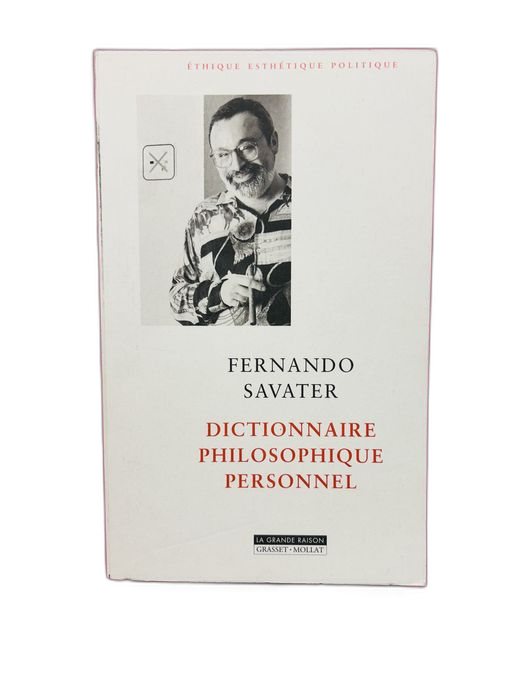 ÉTHIQUE ESTHÉTIQUE POLITIQUE
FERNANDO
SAVATER
DICTIONNAIRE
PHILOSOPHIQUE
PERSONNEL
LA GRANDE RAISON
GRASSET • MOLLAT